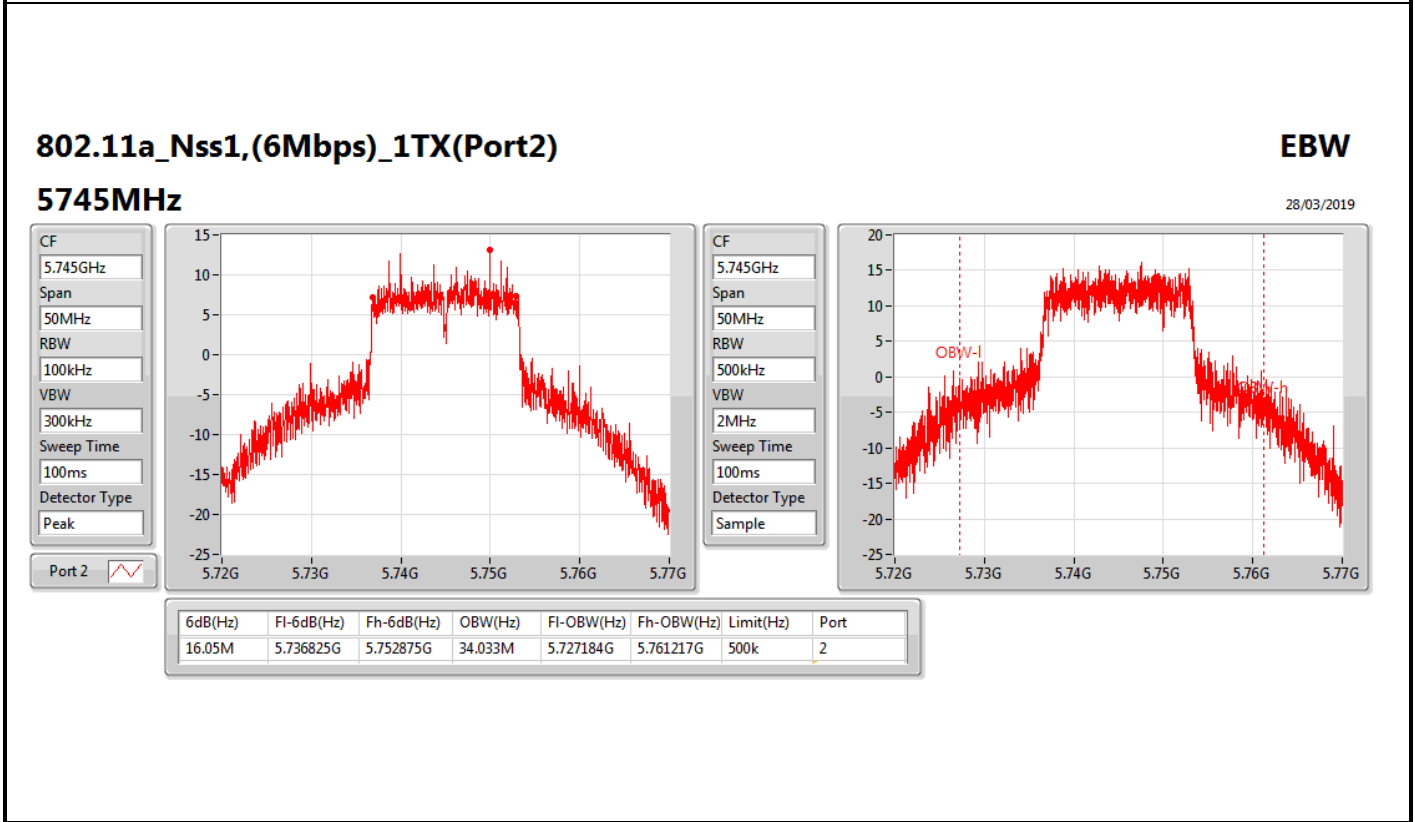 802.11a_Nss1,(6Mbps)_1TX(Port2)
EBW
5745MHz
28/03/2019
CF
5.745GHz
Span
50MHz
RBW
100kHz
VBW
300kHz
Sweep Time
100ms
Detector Type
Peak
Port 2
15
10
5
0
-5
-10
-15
-20
-25
5.72G 5.73G 5.74G 5.75G 5.76G 5.77G
CF
5.745GHz
Span
50MHz
RBW
500kHz
VBW
2MHz
Sweep Time
100ms
Detector Type
Sample
20
15
10
5
0
-5
-10
-15
-20
-25
OBW-l
OBW-h
5.72G 5.73G 5.74G 5.75G 5.76G 5.77G
6dB(Hz) Fl-6dB(Hz) Fh-6dB(Hz) OBW(Hz) Fl-OBW(Hz) Fh-OBW(Hz) Limit(Hz) Port
16.05M 5.736825G 5.752875G 34.033M 5.727184G 5.761217G 500k 2